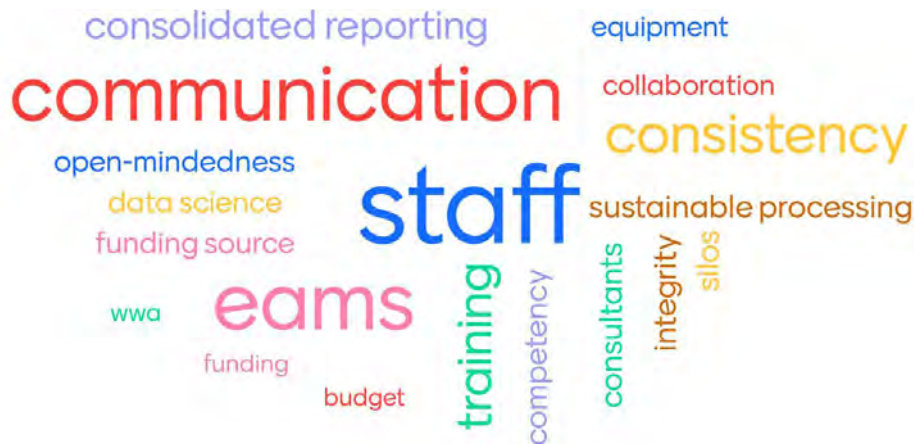 consolidated reporting
equipment
communication
collaboration
consistency
open-mindedness
staff
data science
sustainable processing
funding source
eams
training
competency
consultants
integrity
silos
wwa
funding
budget